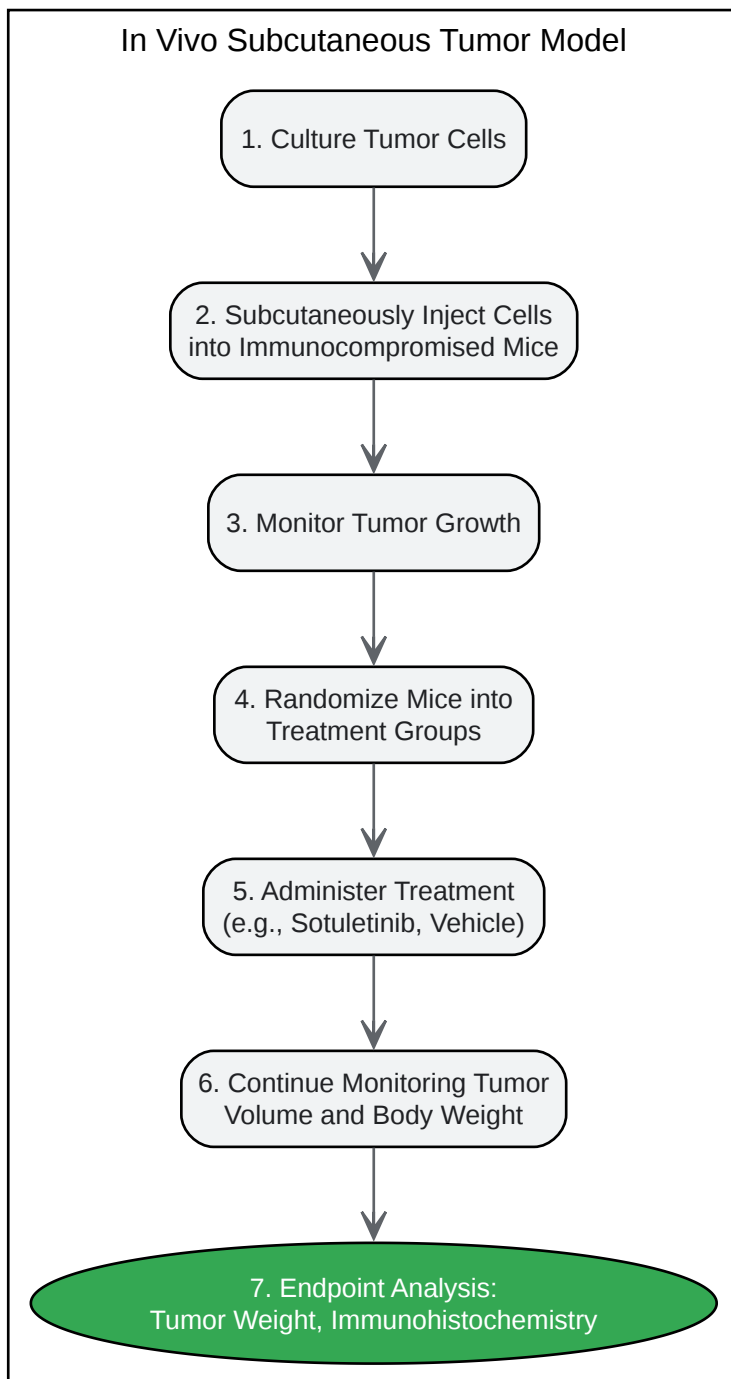 In Vivo Subcutaneous Tumor Model
1. Culture Tumor Cells
2. Subcutaneously Inject Cells
into Immunocompromised Mice
3. Monitor Tumor Growth
4. Randomize Mice into
Treatment Groups
5. Administer Treatment
(e.g., Sotuletinib, Vehicle)
6. Continue Monitoring Tumor
Volume and Body Weight
7. Endpoint Analysis:
Tumor Weight, Immunohistochemistry